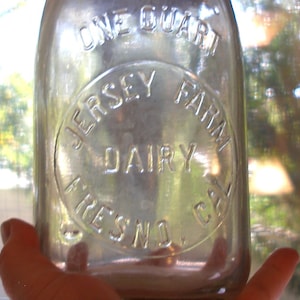 ONE QUART
JERSEY FARM
DAIRY
FRESNO, CAL